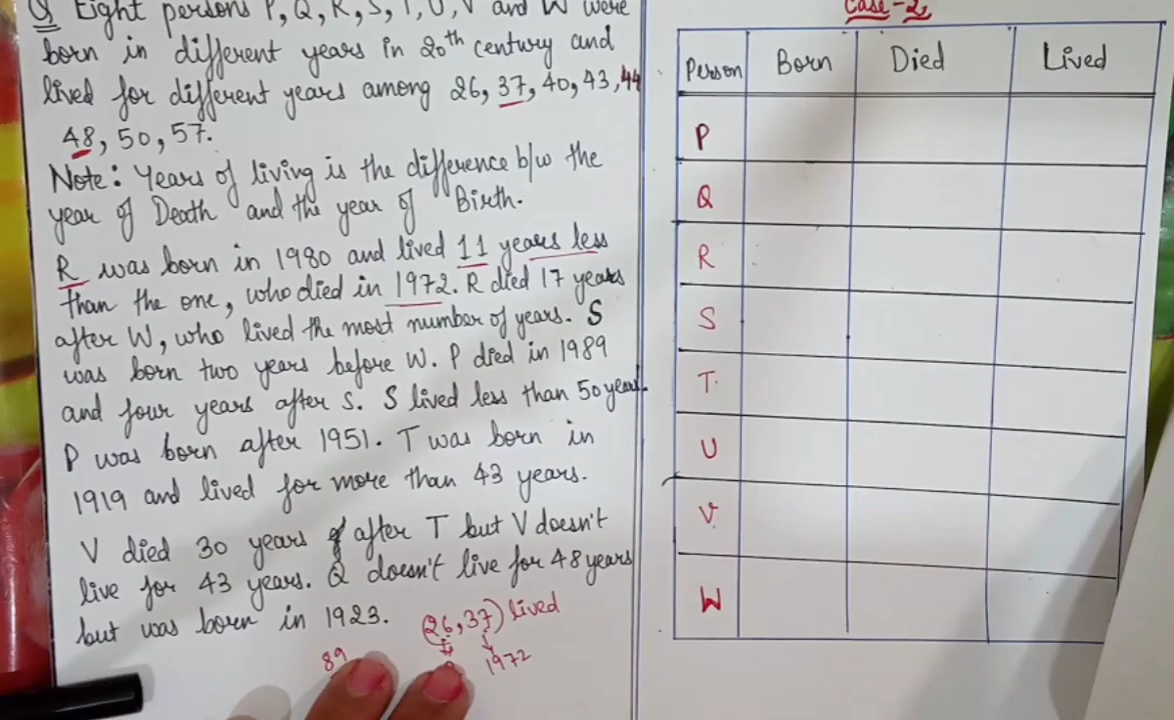 Q Eight persons P, Q, R, S, T, U, V and W were
born in different years in 20th century and
lived for different years among 26, 37, 40, 43, 44
48, 50, 57.
Note: Years of living is the difference b/w the
year of Death and the year of Birth.
R was born in 1980 and lived 11 years less
than the one, who died in 1972. R died 17 years
after W, who lived the most number of years. S
was born two years before W. P died in 1989
and four years after S. S lived less than 50 years.
P was born after 1951. T was born in
1919 and lived for more than 43 years.
V died 30 years after T but V doesn't
live for 43 years. Q doesn't live for 48 years
but was born in 1923.
(26, 37) lived
1972
89
Case-2
Person Born Died Lived
P
Q
R
S
T
U
V
W